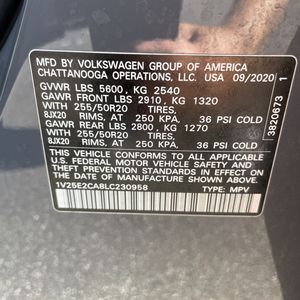 MFD. BY VOLKSWAGEN GROUP OF AMERICA
CHATTANOOGA OPERATIONS, LLC. USA 09/2020
GVWR LBS 5600, KG 2540
GAWR FRONT LBS 2910, KG 1320
WITH 255/50R20 TIRES,
8JX20 RIMS, AT 250 KPA, 36 PSI COLD
GAWR REAR LBS 2800, KG 1270
WITH 255/50R20 TIRES,
8JX20 RIMS, AT 250 KPA, 36 PSI COLD
THIS VEHICLE CONFORMS TO ALL APPLICABLE
U.S. FEDERAL MOTOR VEHICLE SAFETY
STANDARDS IN EFFECT ON THE DATE OF
MANUFACTURE SHOWN ABOVE.
1V25E2CA8LC230958 TYPE: MPV
3820673 1